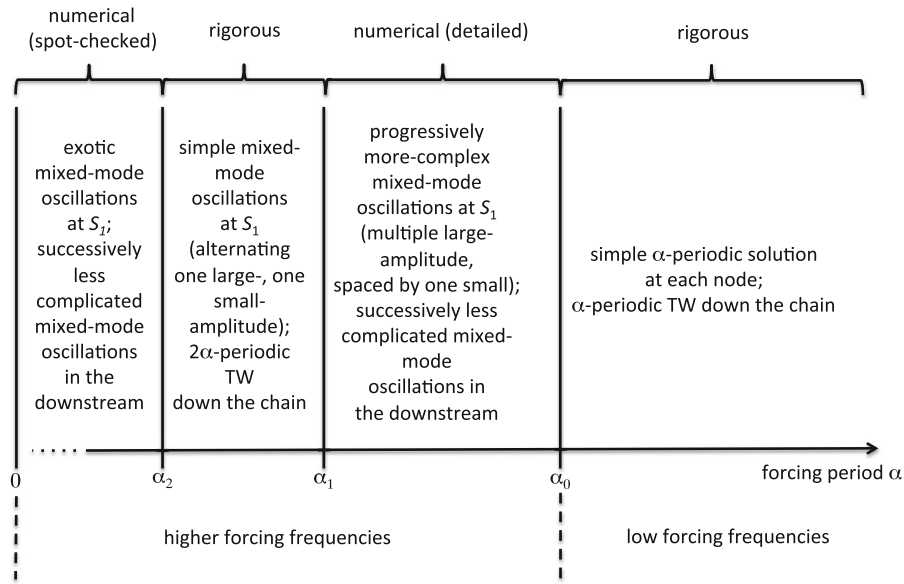 numerical
(spot-checked)
rigorous
numerical (detailed)
rigorous
exotic
mixed-mode
oscillations
at S₁;
successively
less
complicated
mixed-mode
oscillations
in the
downstream
simple mixed-
mode
oscillations
at S₁
(alternating
one large-, one
small-
amplitude);
2α-periodic
TW
down the chain
progressively
more-complex
mixed-mode
oscillations at S₁
(multiple large-
amplitude,
spaced by one small);
successively less
complicated mixed-
mode
oscillations in
the downstream
simple α-periodic solution
at each node;
α-periodic TW down the chain
0
α₂
α₁
α₀
forcing period α
higher forcing frequencies
low forcing frequencies